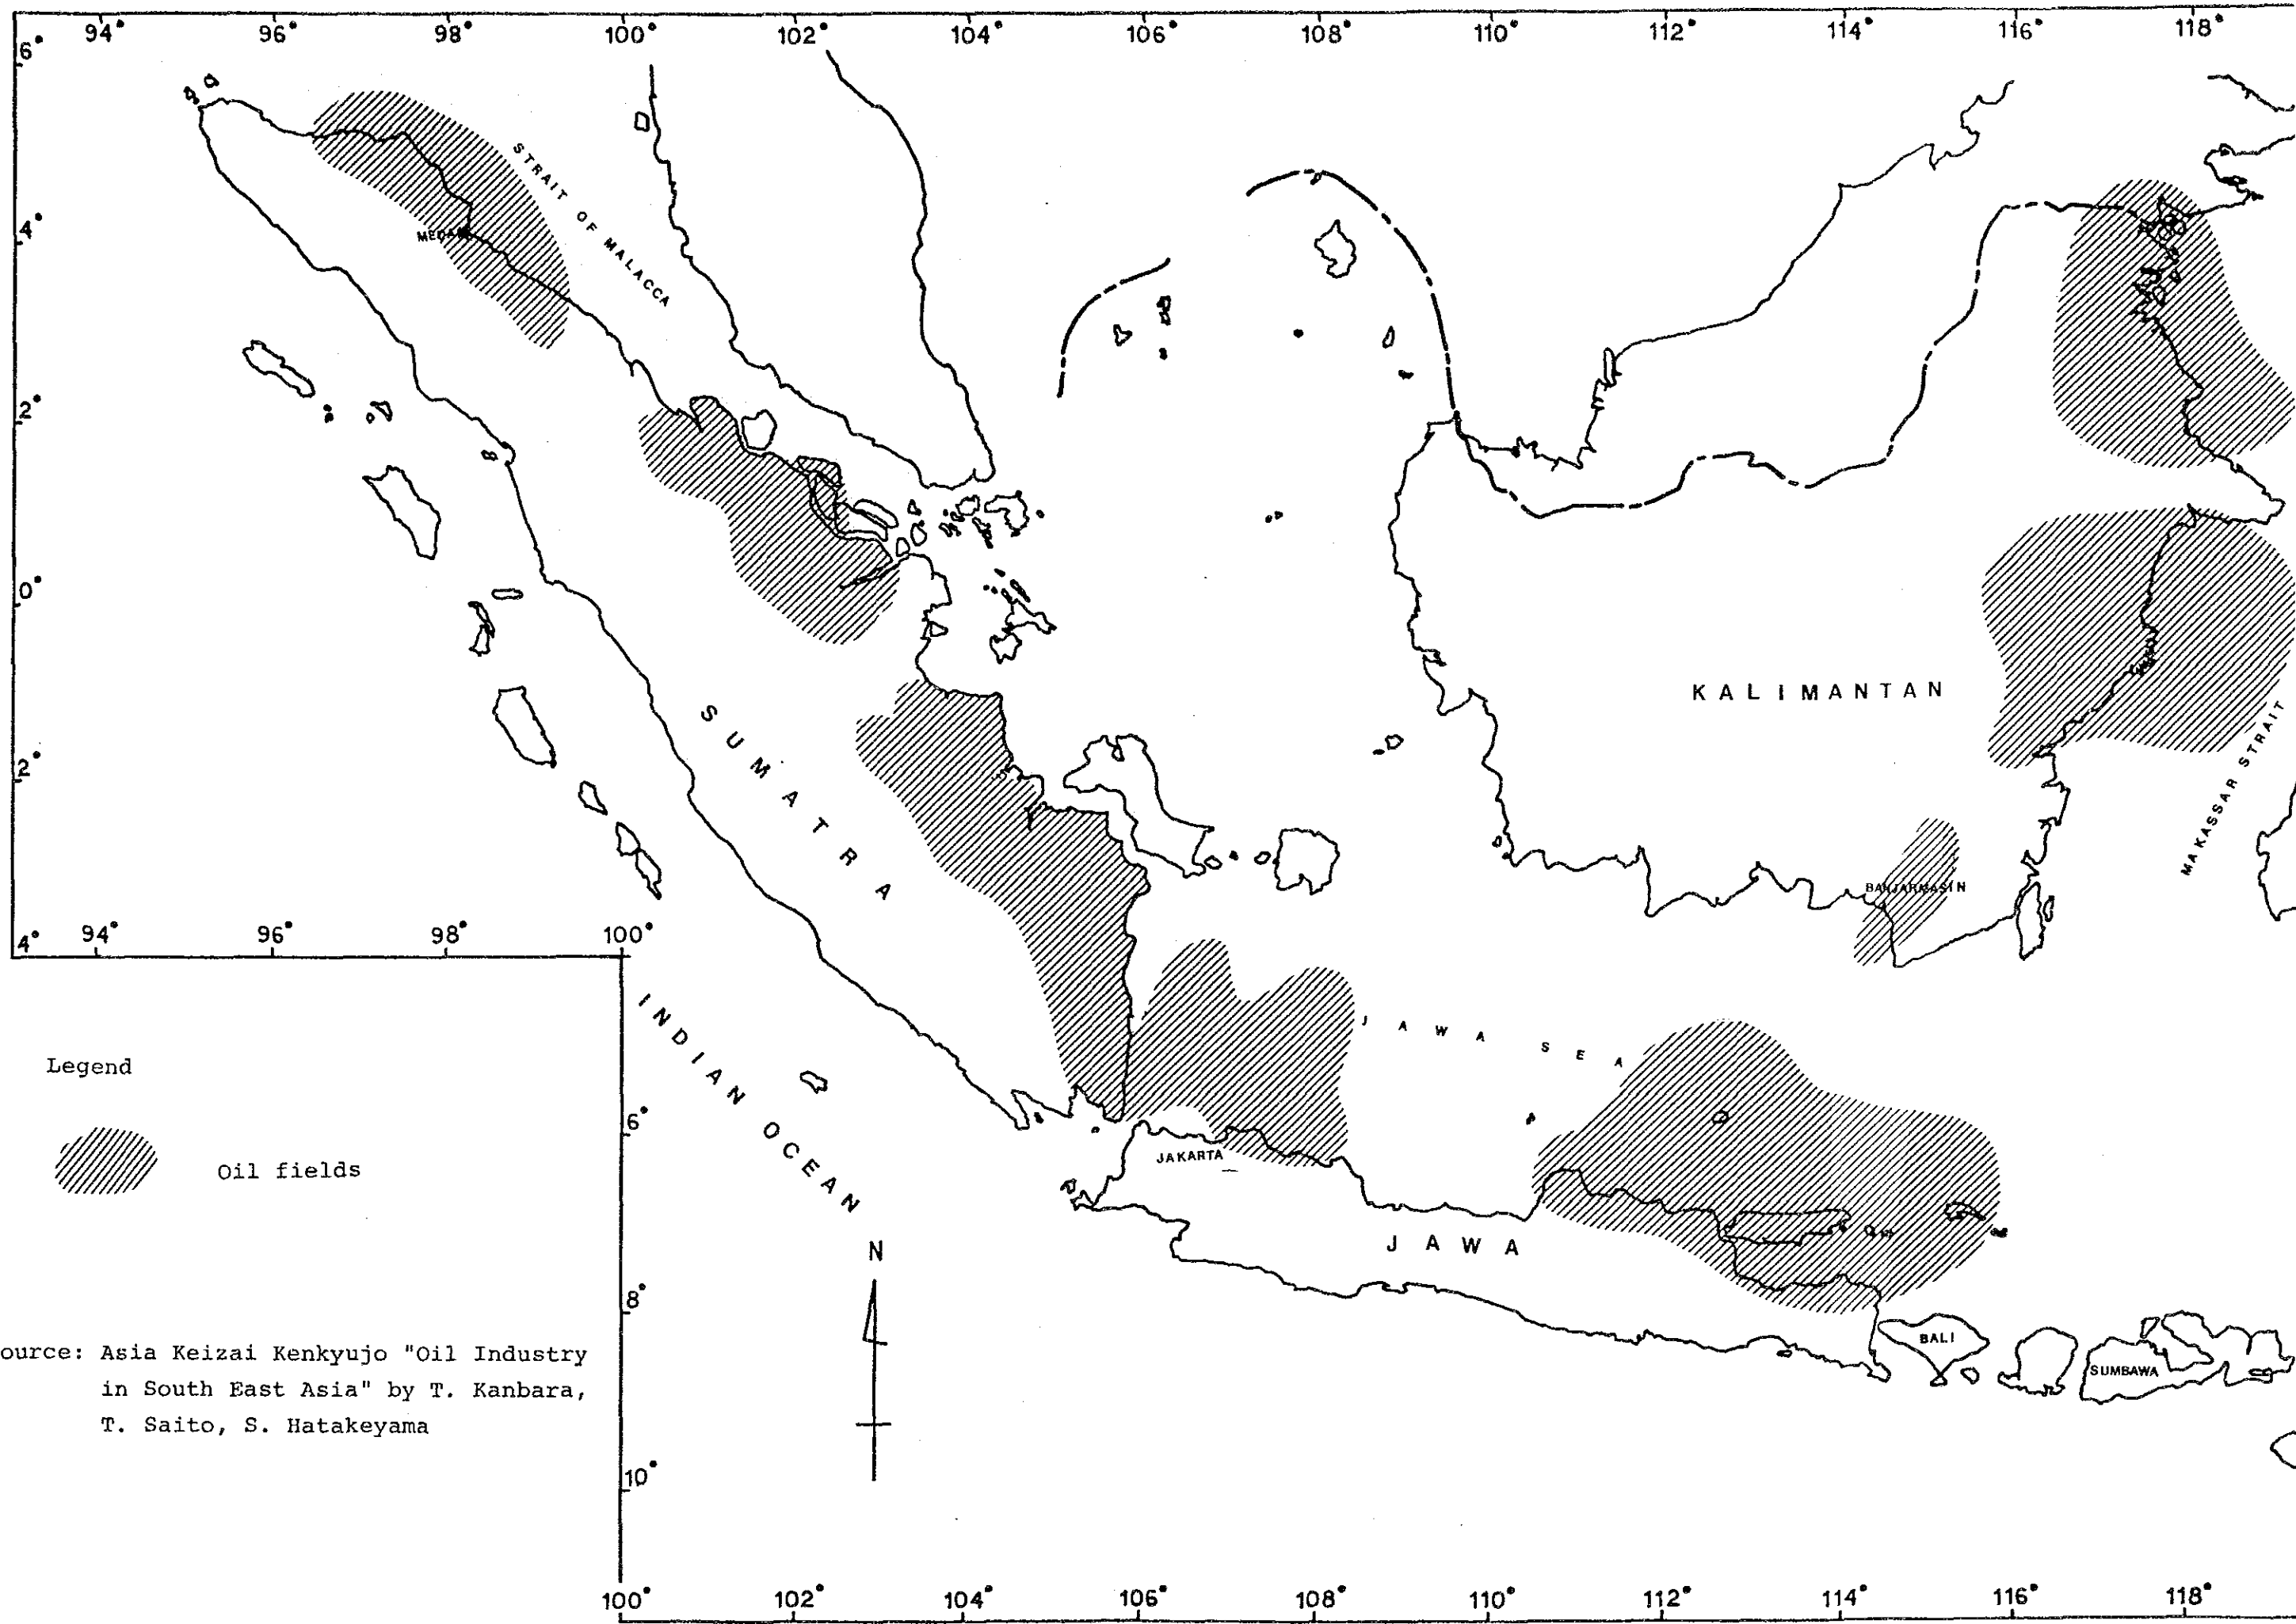 94° 96° 98° 100° 102° 104° 106° 108° 110° 112° 114° 116° 118°
6°
4°
2°
0°
2°
4°
STRAIT OF MALACCA
MEDAN
SUMATRA
KALIMANTAN
MAKASSAR STRAIT
BANJARMASIN
94° 96° 98° 100°
INDIAN OCEAN
JAWA SEA
Legend
Oil fields
6°
8°
10°
JAKARTA
JAWA
N
BALI
SUMBAWA
ource: Asia Keizai Kenkyujo "Oil Industry
in South East Asia" by T. Kanbara,
T. Saito, S. Hatakeyama
100° 102° 104° 106° 108° 110° 112° 114° 116° 118°